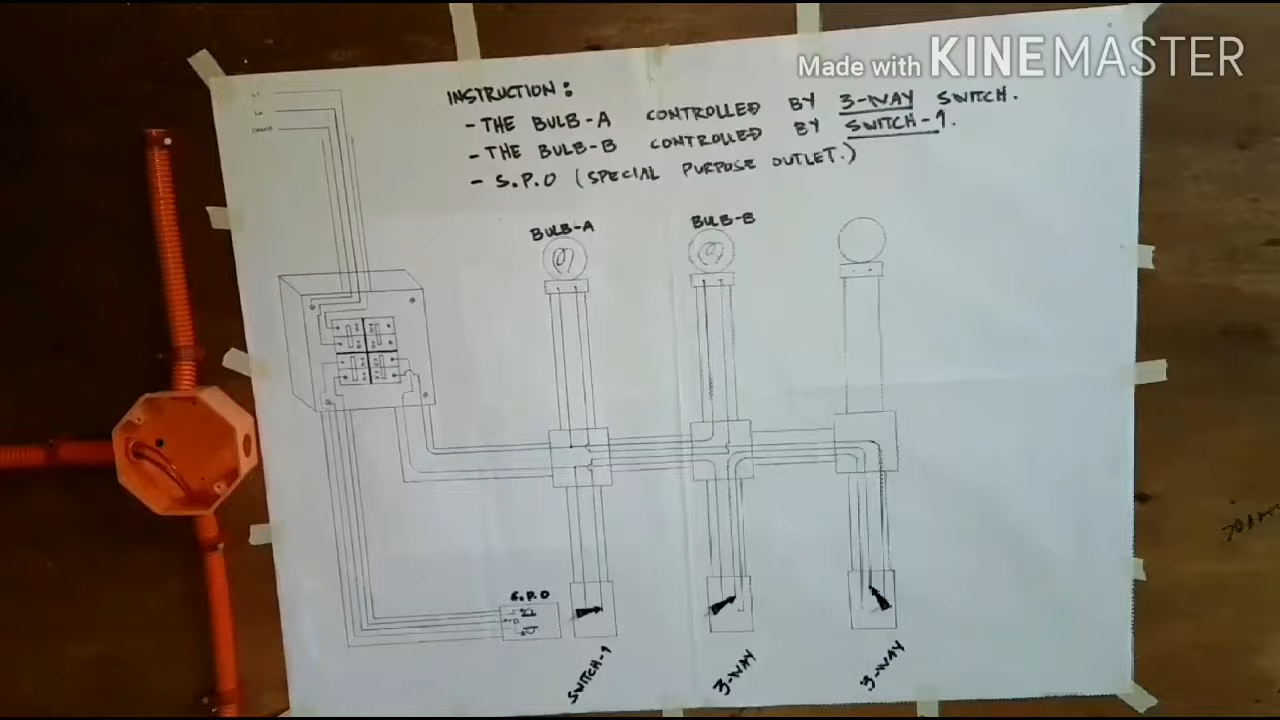 Made with KINEMASTER
INSTRUCTION:
- THE BULB-A CONTROLLED BY 3-WAY SWITCH.
- THE BULB-B CONTROLLED BY SWITCH-1.
- S.P.O (SPECIAL PURPOSE OUTLET.)
BULB-A
BULB-B
S.P.O
SWITCH-1
3-WAY
3-WAY